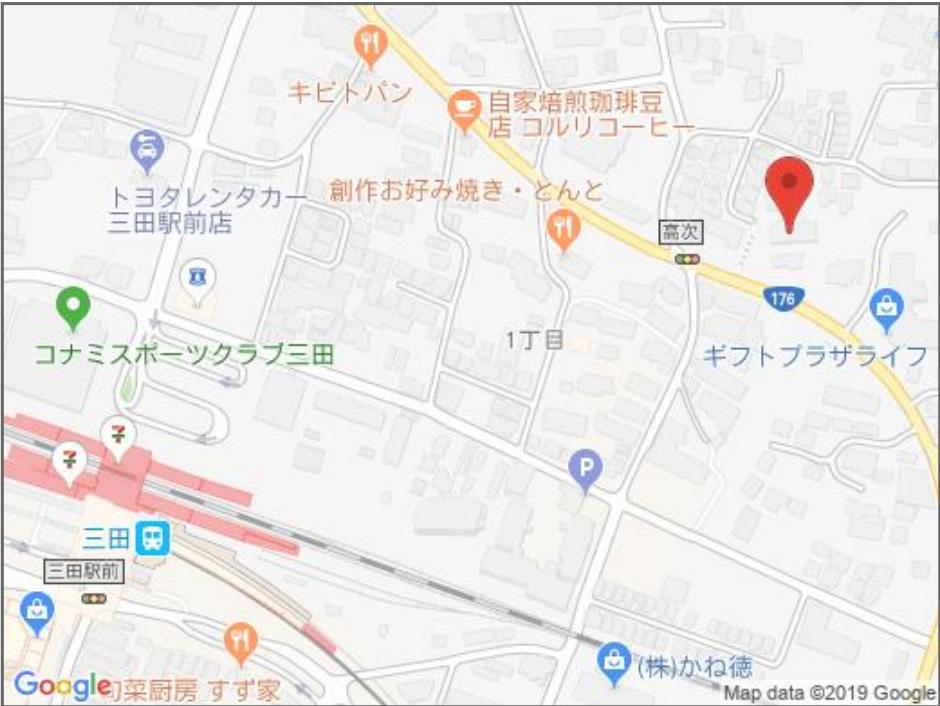 キビトパン
自家焙煎珈琲豆
店 コルリコーヒー
トヨタレンタカー
三田駅前店
創作お好み焼き・とんと
高次
176
コナミスポーツクラブ三田
1丁目
ギフトプラザライフ
7
7
P
三田
三田駅前
(株)かね徳
Google
旬菜厨房 すず家
Map data ©2019 Google